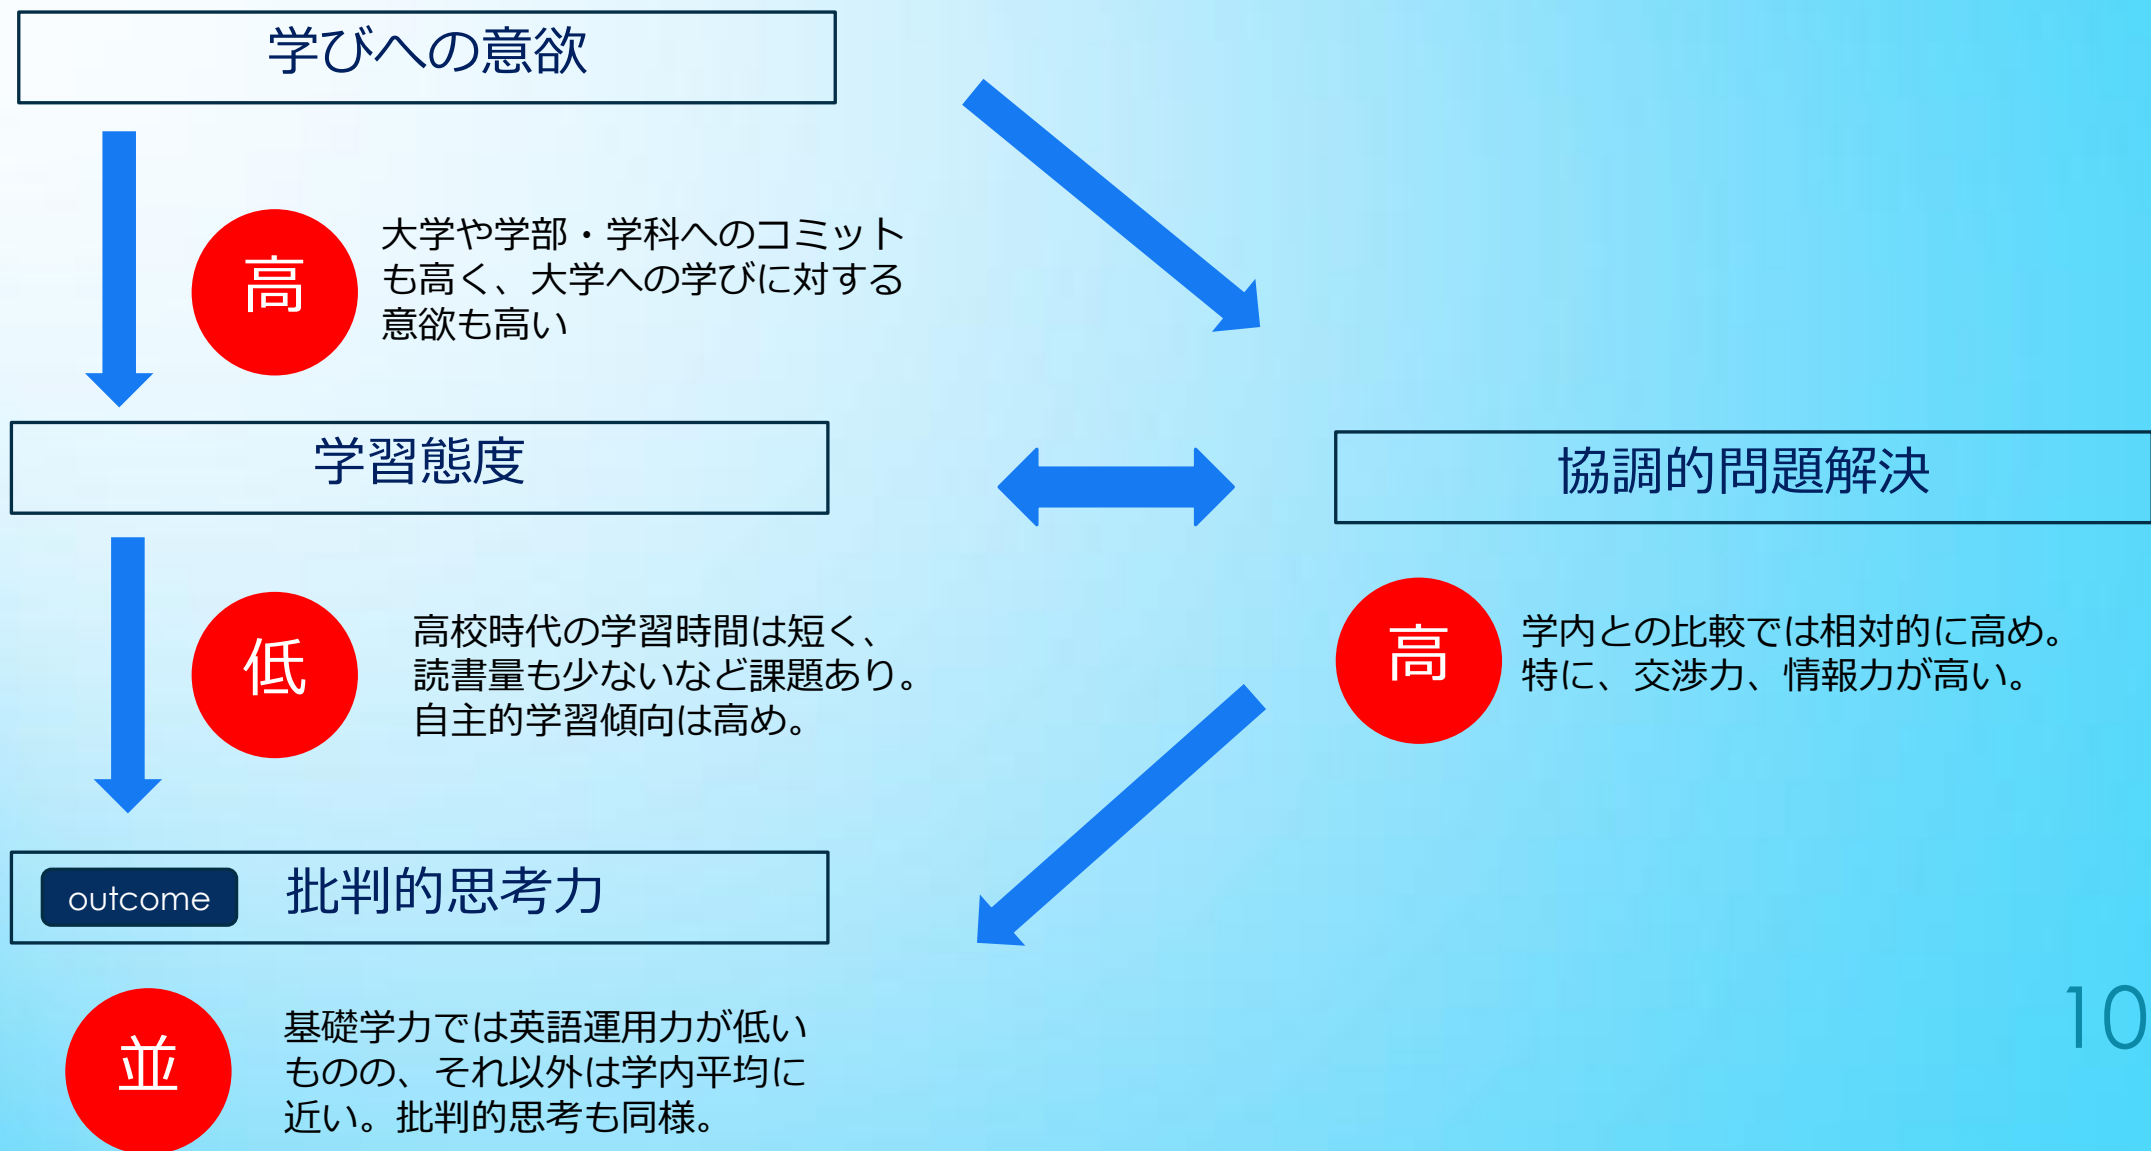 学びへの意欲
高
大学や学部・学科へのコミット
も高く、大学への学びに対する
意欲も高い
学習態度
協調的問題解決
低
高校時代の学習時間は短く、
読書量も少ないなど課題あり。
自主的学習傾向は高め。
高
学内との比較では相対的に高め。
特に、交渉力、情報力が高い。
outcome 批判的思考力
並
基礎学力では英語運用力が低い
ものの、それ以外は学内平均に
近い。批判的思考も同様。
10